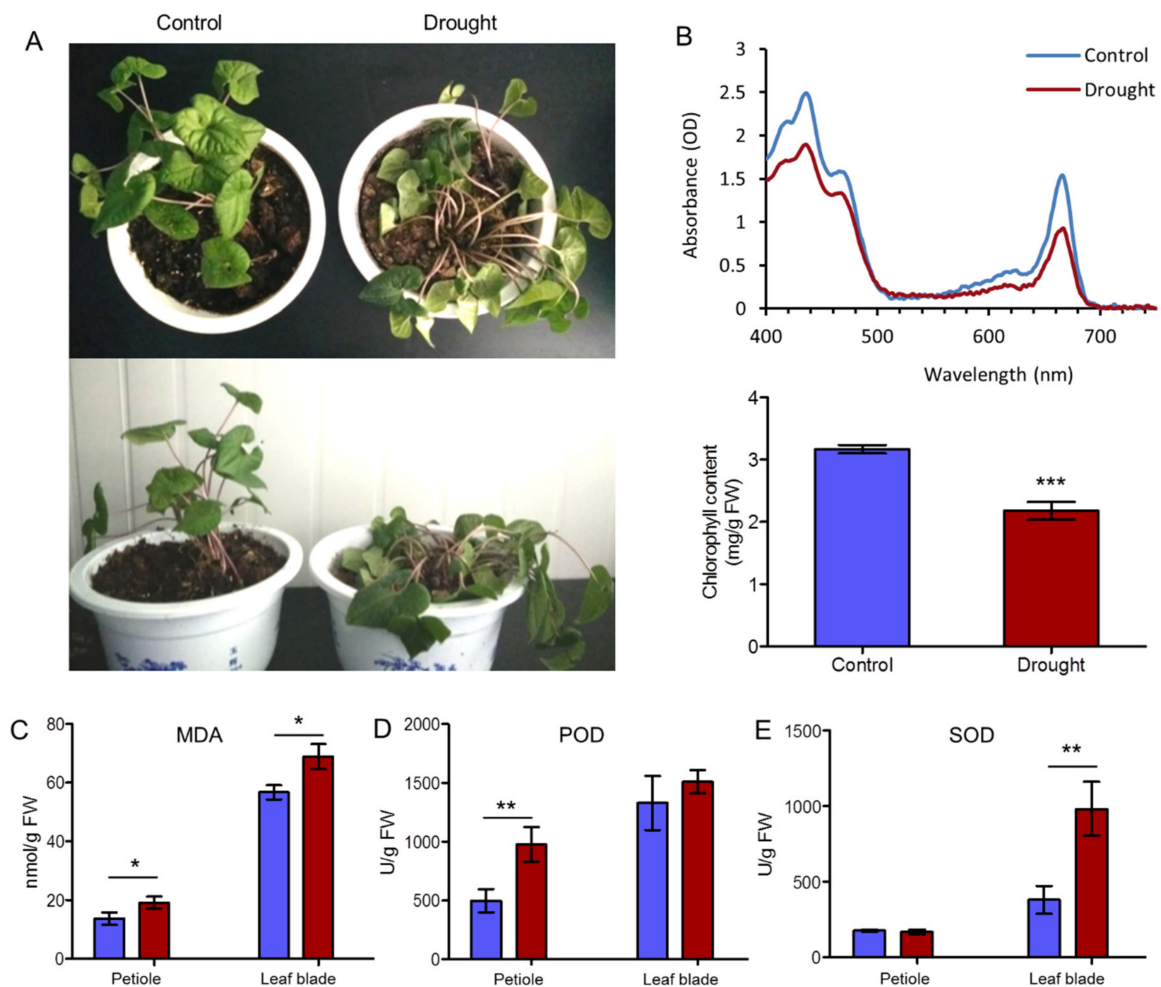 Control Drought
A
B
3
2.5
2
1.5
1
0.5
0
Absorbance (OD)
Control
Drought
400 500 600 700
Wavelength (nm)
4
3
2
1
0
Chlorophyll content
(mg/g FW)
***
Control Drought
C
MDA
80
60
40
20
0
nmol/g FW
*
*
Petiole Leaf blade
D
POD
2000
1500
1000
500
0
U/g FW
**
Petiole Leaf blade
E
SOD
1500
1000
500
0
U/g FW
**
Petiole Leaf blade